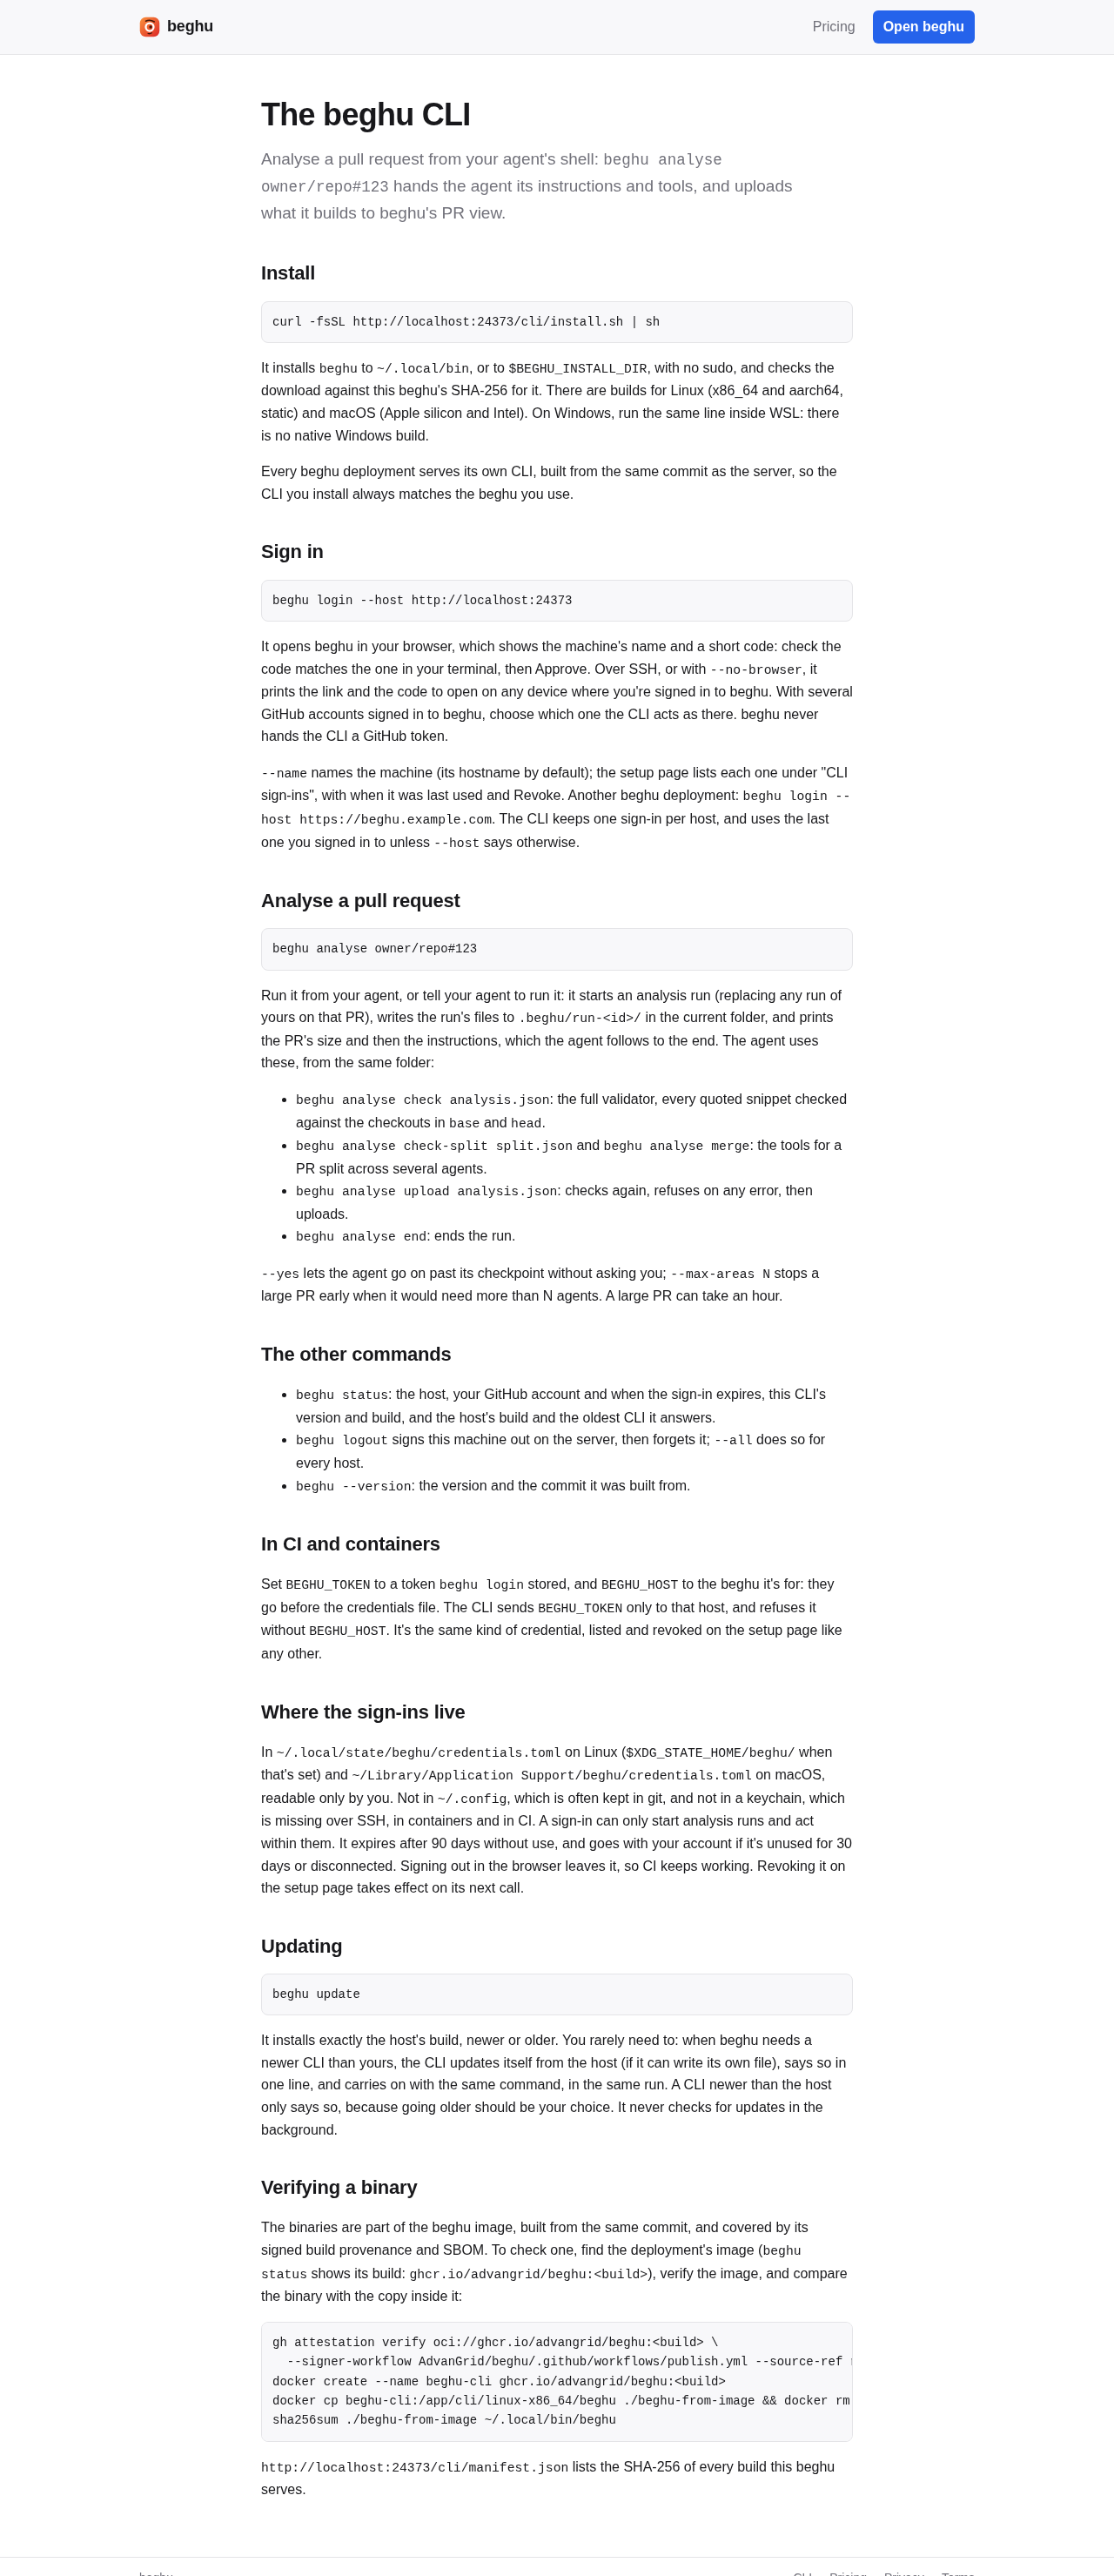 beghu
Pricing
Open beghu
The beghu CLI
Analyse a pull request from your agent's shell: beghu analyse
owner/repo#123 hands the agent its instructions and tools, and uploads
what it builds to beghu's PR view.
Install
curl -fsSL http://localhost:24373/cli/install.sh | sh
It installs beghu to ~/.local/bin, or to $BEGHU_INSTALL_DIR, with no sudo, and checks the
download against this beghu's SHA-256 for it. There are builds for Linux (x86_64 and aarch64,
static) and macOS (Apple silicon and Intel). On Windows, run the same line inside WSL: there
is no native Windows build.
Every beghu deployment serves its own CLI, built from the same commit as the server, so the
CLI you install always matches the beghu you use.
Sign in
beghu login --host http://localhost:24373
It opens beghu in your browser, which shows the machine's name and a short code: check the
code matches the one in your terminal, then Approve. Over SSH, or with --no-browser, it
prints the link and the code to open on any device where you're signed in to beghu. With several
GitHub accounts signed in to beghu, choose which one the CLI acts as there. beghu never
hands the CLI a GitHub token.
--name names the machine (its hostname by default); the setup page lists each one under "CLI
sign-ins", with when it was last used and Revoke. Another beghu deployment: beghu login --
host https://beghu.example.com. The CLI keeps one sign-in per host, and uses the last
one you signed in to unless --host says otherwise.
Analyse a pull request
beghu analyse owner/repo#123
Run it from your agent, or tell your agent to run it: it starts an analysis run (replacing any run of
yours on that PR), writes the run's files to .beghu/run-<id>/ in the current folder, and prints
the PR's size and then the instructions, which the agent follows to the end. The agent uses
these, from the same folder:
• beghu analyse check analysis.json: the full validator, every quoted snippet checked
against the checkouts in base and head.
• beghu analyse check-split split.json and beghu analyse merge: the tools for a
PR split across several agents.
• beghu analyse upload analysis.json: checks again, refuses on any error, then
uploads.
• beghu analyse end: ends the run.
--yes lets the agent go on past its checkpoint without asking you; --max-areas N stops a
large PR early when it would need more than N agents. A large PR can take an hour.
The other commands
• beghu status: the host, your GitHub account and when the sign-in expires, this CLI's
version and build, and the host's build and the oldest CLI it answers.
• beghu logout signs this machine out on the server, then forgets it; --all does so for
every host.
• beghu --version: the version and the commit it was built from.
In CI and containers
Set BEGHU_TOKEN to a token beghu login stored, and BEGHU_HOST to the beghu it's for: they
go before the credentials file. The CLI sends BEGHU_TOKEN only to that host, and refuses it
without BEGHU_HOST. It's the same kind of credential, listed and revoked on the setup page like
any other.
Where the sign-ins live
In ~/.local/state/beghu/credentials.toml on Linux ($XDG_STATE_HOME/beghu/ when
that's set) and ~/Library/Application Support/beghu/credentials.toml on macOS,
readable only by you. Not in ~/.config, which is often kept in git, and not in a keychain, which
is missing over SSH, in containers and in CI. A sign-in can only start analysis runs and act
within them. It expires after 90 days without use, and goes with your account if it's unused for 30
days or disconnected. Signing out in the browser leaves it, so CI keeps working. Revoking it on
the setup page takes effect on its next call.
Updating
beghu update
It installs exactly the host's build, newer or older. You rarely need to: when beghu needs a
newer CLI than yours, the CLI updates itself from the host (if it can write its own file), says so in
one line, and carries on with the same command, in the same run. A CLI newer than the host
only says so, because going older should be your choice. It never checks for updates in the
background.
Verifying a binary
The binaries are part of the beghu image, built from the same commit, and covered by its
signed build provenance and SBOM. To check one, find the deployment's image (beghu
status shows its build: ghcr.io/advangrid/beghu:<build>), verify the image, and compare
the binary with the copy inside it:
gh attestation verify oci://ghcr.io/advangrid/beghu:<build> \
--signer-workflow AdvanGrid/beghu/.github/workflows/publish.yml --source-ref
docker create --name beghu-cli ghcr.io/advangrid/beghu:<build>
docker cp beghu-cli:/app/cli/linux-x86_64/beghu ./beghu-from-image && docker rm
sha256sum ./beghu-from-image ~/.local/bin/beghu
http://localhost:24373/cli/manifest.json lists the SHA-256 of every build this beghu
serves.